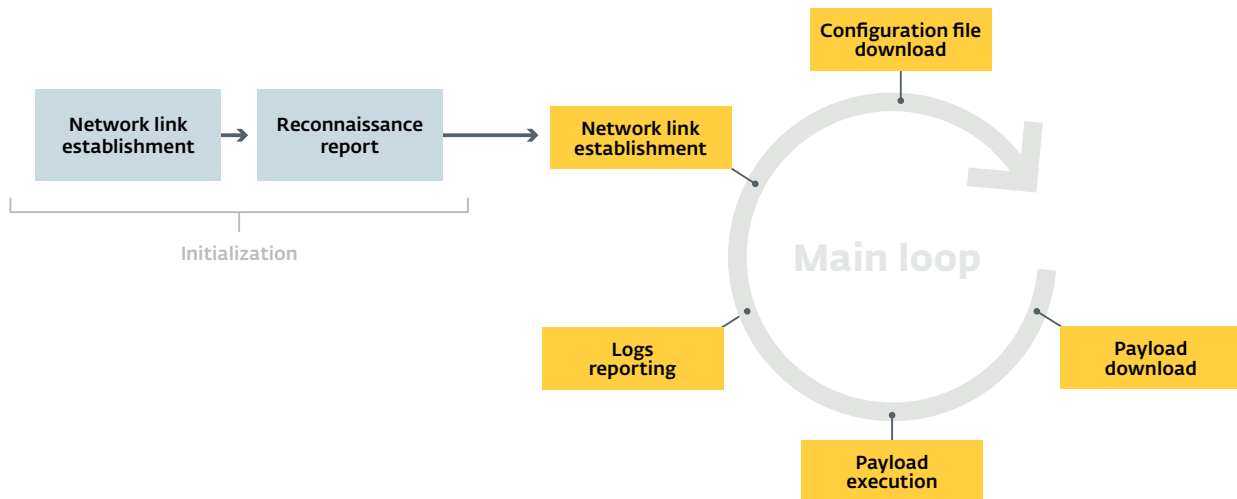 Network link
establishment
Reconnaissance
report
Initialization
Network link
establishment
Configuration file
download
Main loop
Payload
download
Payload
execution
Logs
reporting